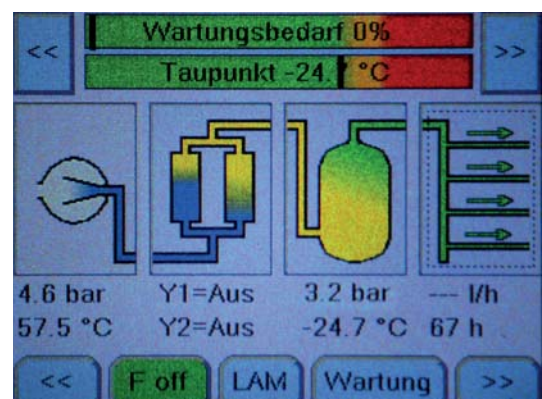 <<
Wartungsbedarf 0%
>>
Taupunkt -24.7 °C
4.6 bar
Y1=Aus
3.2 bar
--- l/h
57.5 °C
Y2=Aus
-24.7 °C
67 h
<<
F off
LAM
Wartung
>>